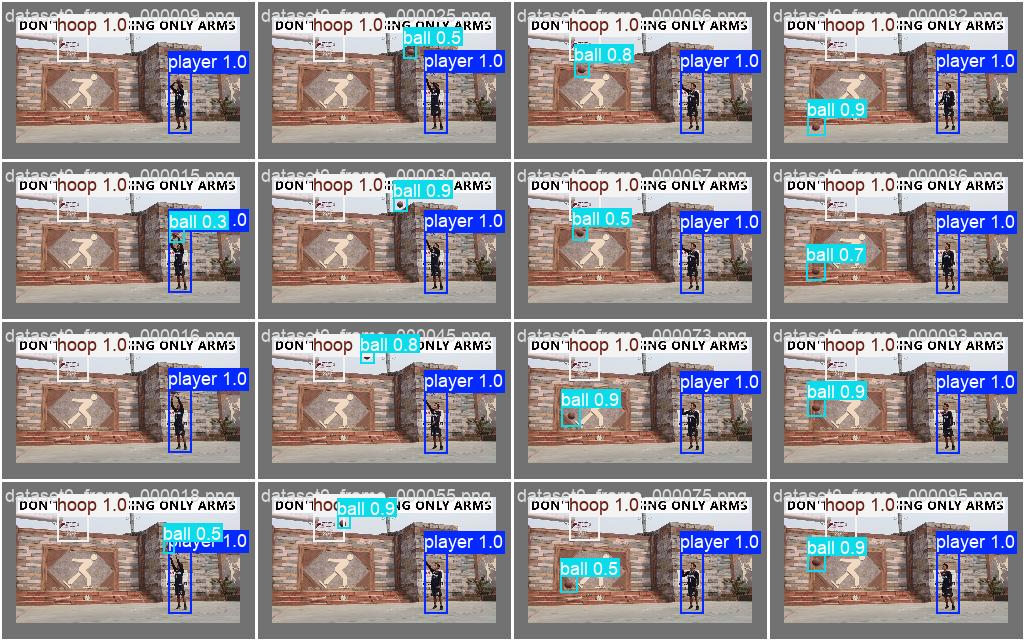 dataset0_frame_000009.png
DON'T hoop 1.0 ING ONLY ARMS
player 1.0
dataset0_frame_000025.png
DON'T hoop 1.0 ING ONLY ARMS
ball 0.5
player 1.0
dataset0_frame_000066.png
DON'T hoop 1.0 ING ONLY ARMS
ball 0.8
player 1.0
dataset0_frame_000082.png
DON'T hoop 1.0 ING ONLY ARMS
player 1.0
ball 0.9
dataset0_frame_000015.png
DON'T hoop 1.0 ING ONLY ARMS
ball 0.3 .0
dataset0_frame_000030.png
DON'T hoop 1.0 ARMS
ball 0.9
player 1.0
dataset0_frame_000067.png
DON'T hoop 1.0 ING ONLY ARMS
ball 0.5
player 1.0
dataset0_frame_000086.png
DON'T hoop 1.0 ING ONLY ARMS
player 1.0
ball 0.7
dataset0_frame_000016.png
DON'T hoop 1.0 ING ONLY ARMS
player 1.0
dataset0_frame_000045.png
DON'T hoop ball 0.8 ONLY ARMS
player 1.0
dataset0_frame_000073.png
DON'T hoop 1.0 ING ONLY ARMS
player 1.0
ball 0.9
dataset0_frame_000093.png
DON'T hoop 1.0 ING ONLY ARMS
player 1.0
ball 0.9
dataset0_frame_000018.png
DON'T hoop 1.0 ING ONLY ARMS
ball 0.5
player 1.0
dataset0_frame_000055.png
DON'T hoo ING ONLY ARMS
ball 0.9
player 1.0
dataset0_frame_000075.png
DON'T hoop 1.0 ING ONLY ARMS
player 1.0
ball 0.5
dataset0_frame_000095.png
DON'T hoop 1.0 ING ONLY ARMS
player 1.0
ball 0.9